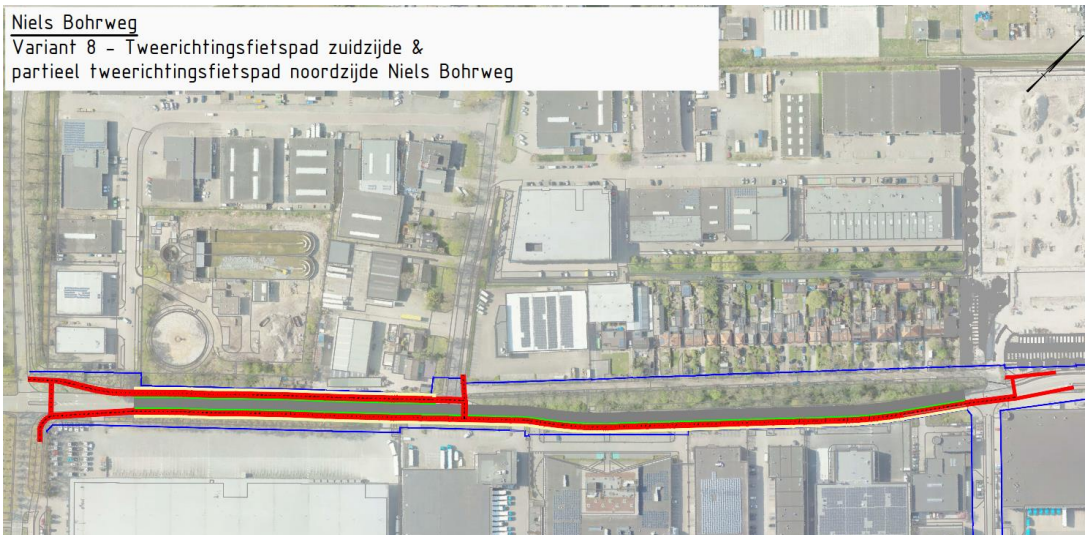 Niels Bohrweg
Variant 8 - Tweerichtingsfietspad zuidzijde &
partieel tweerichtingsfietspad noordzijde Niels Bohrweg